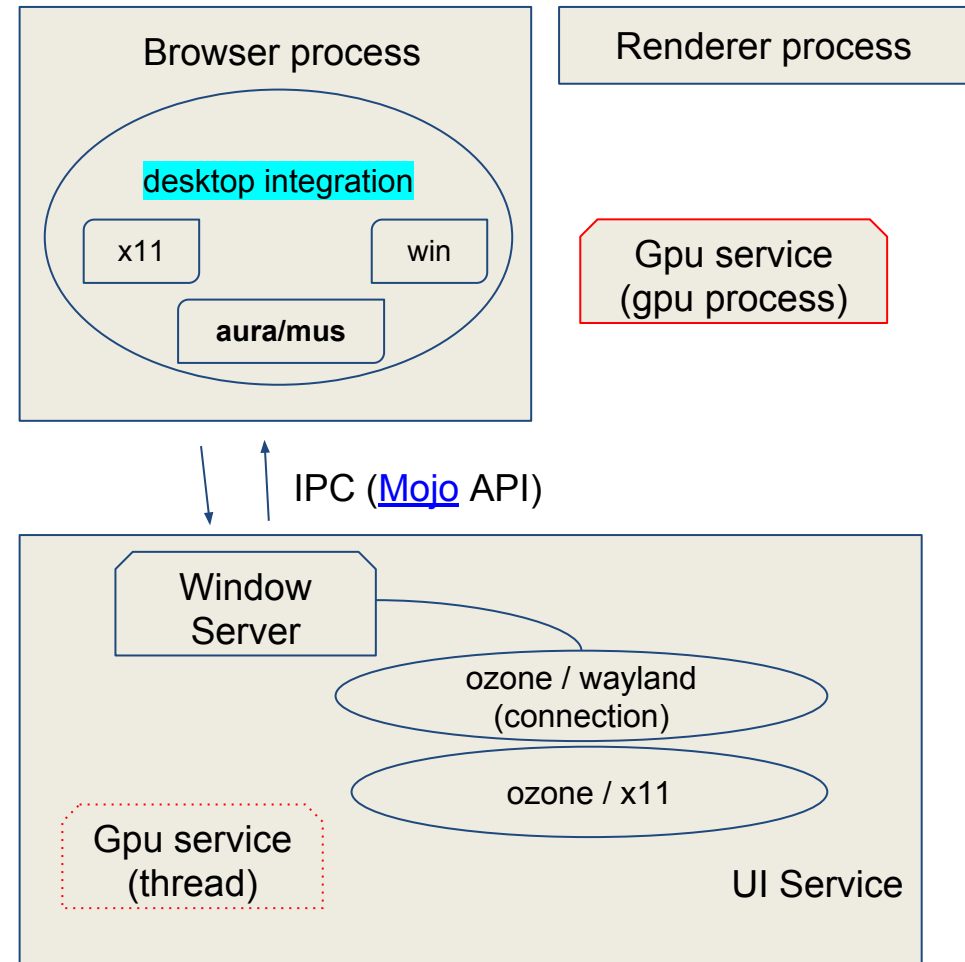 Browser process
Renderer process
desktop integration
x11
win
aura/mus
Gpu service
(gpu process)
IPC (Mojo API)
Window
Server
ozone / wayland
(connection)
ozone / x11
Gpu service
(thread)
UI Service